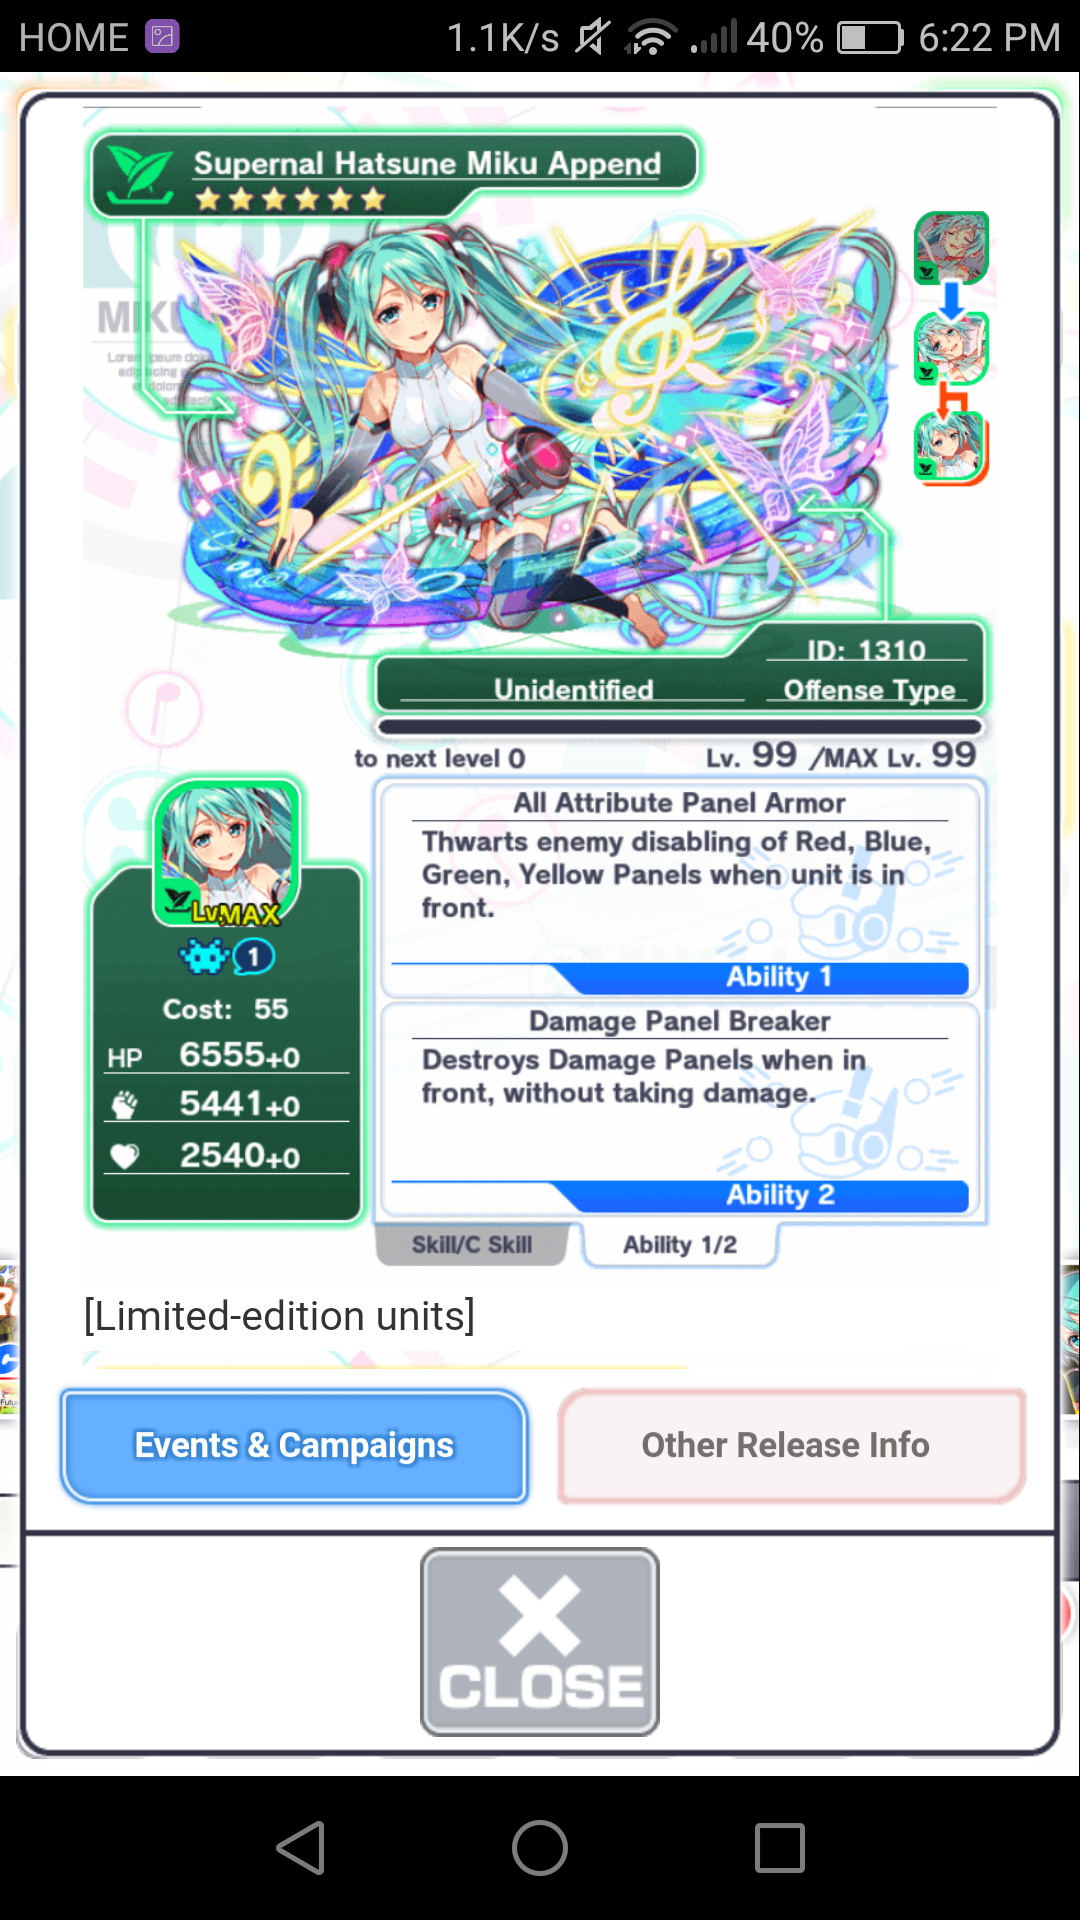 HOME 1.1K/s 40% 6:22 PM
Supernal Hatsune Miku Append
MIKU
ID: 1310
Unidentified Offense Type
to next level 0 Lv. 99 /MAX Lv. 99
All Attribute Panel Armor
Thwarts enemy disabling of Red, Blue,
Green, Yellow Panels when unit is in
front.
Ability 1
Lv.MAX
1
Cost: 55
HP 6555+0
5441+0
2540+0
Damage Panel Breaker
Destroys Damage Panels when in
front, without taking damage.
Ability 2
Skill/C Skill Ability 1/2
[Limited-edition units]
Events & Campaigns Other Release Info
CLOSE